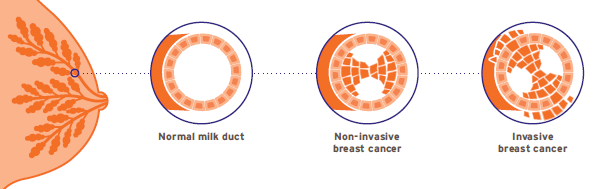 Normal milk duct
Non-invasive
breast cancer
Invasive
breast cancer